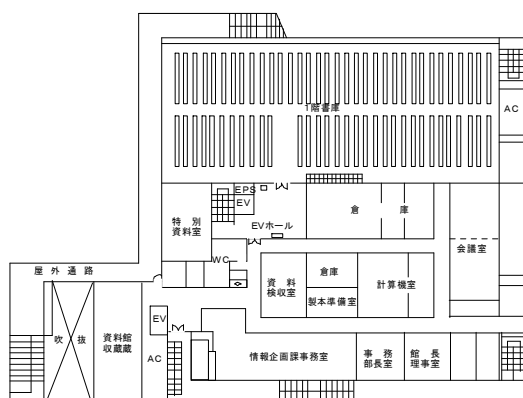 1階書庫
AC
EPS
EV
特別
資料室
EVホール
倉庫
会議室
WC
屋外通路
資料
検収室
倉庫
製本準備室
計算機室
吹抜
資料館
収蔵蔵
EV
AC
情報企画課事務室
事務
部長室
館長
理事室